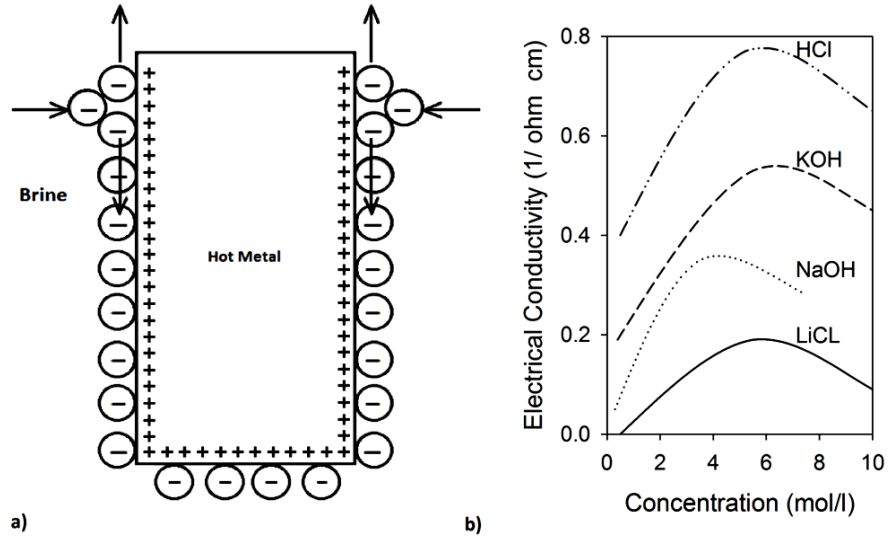 Brine
Hot Metal
a)
Electrical Conductivity (1/ ohm  cm)
0.8
0.6
0.4
0.2
0.0
HCl
KOH
NaOH
LiCL
0 2 4 6 8 10
Concentration (mol/l)
b)